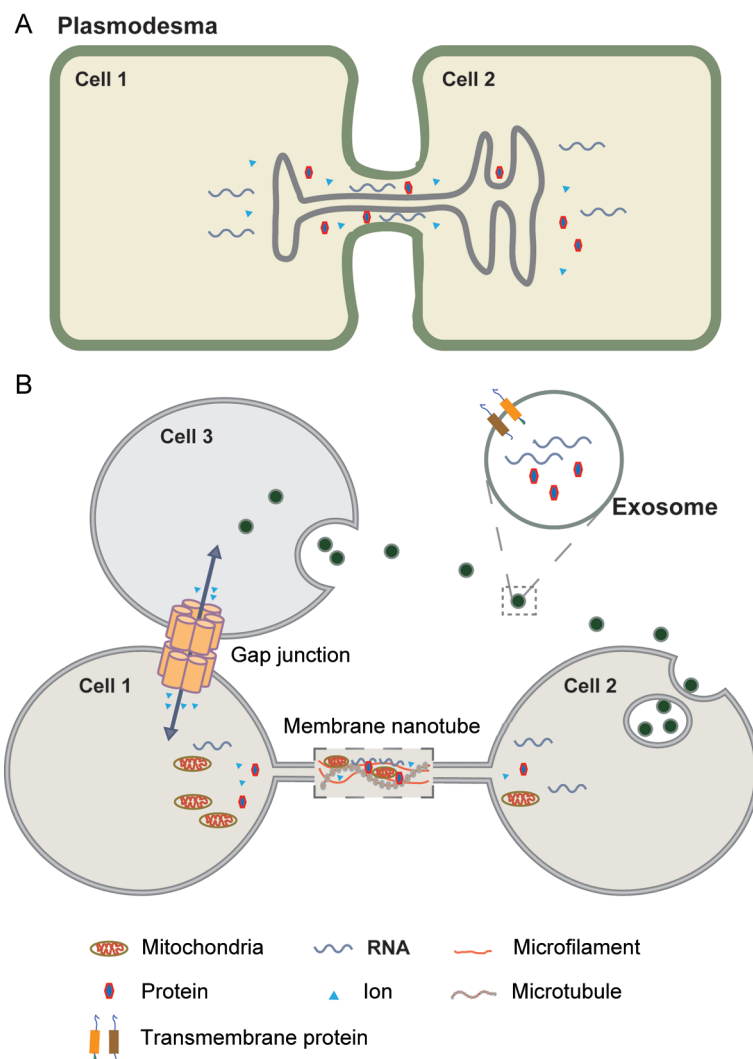 A Plasmodesma
Cell 1
Cell 2
B
Cell 3
Exosome
Gap junction
Cell 1
Cell 2
Membrane nanotube
Mitochondria
RNA
Microfilament
Protein
Ion
Microtubule
Transmembrane protein